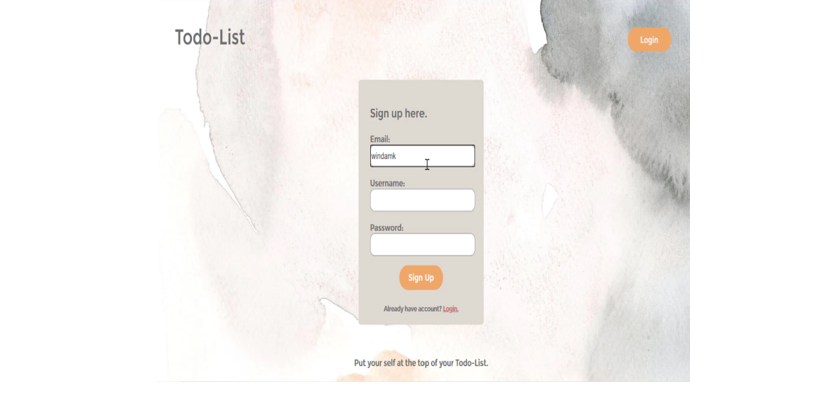 Todo-List
Login
Sign up here.
Email:
windamk
Username:
Password:
Sign Up
Already have account? Login.
Put your self at the top of your Todo-List.